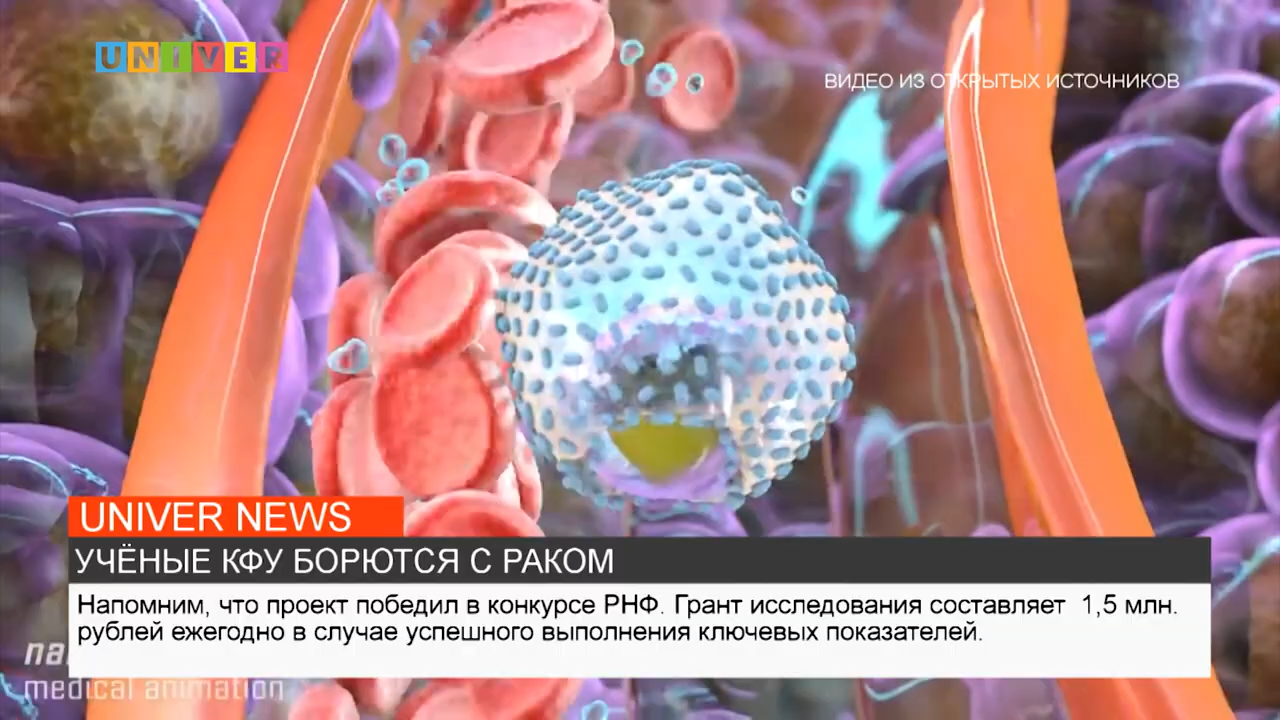 UNIVER
ВИДЕО ИЗ ОТКРЫТЫХ ИСТОЧНИКОВ
UNIVER NEWS
УЧЁНЫЕ КФУ БОРЮТСЯ С РАКОМ
Напомним, что проект победил в конкурсе РНФ. Грант исследования составляет 1,5 млн.
рублей ежегодно в случае успешного выполнения ключевых показателей.
medical animation